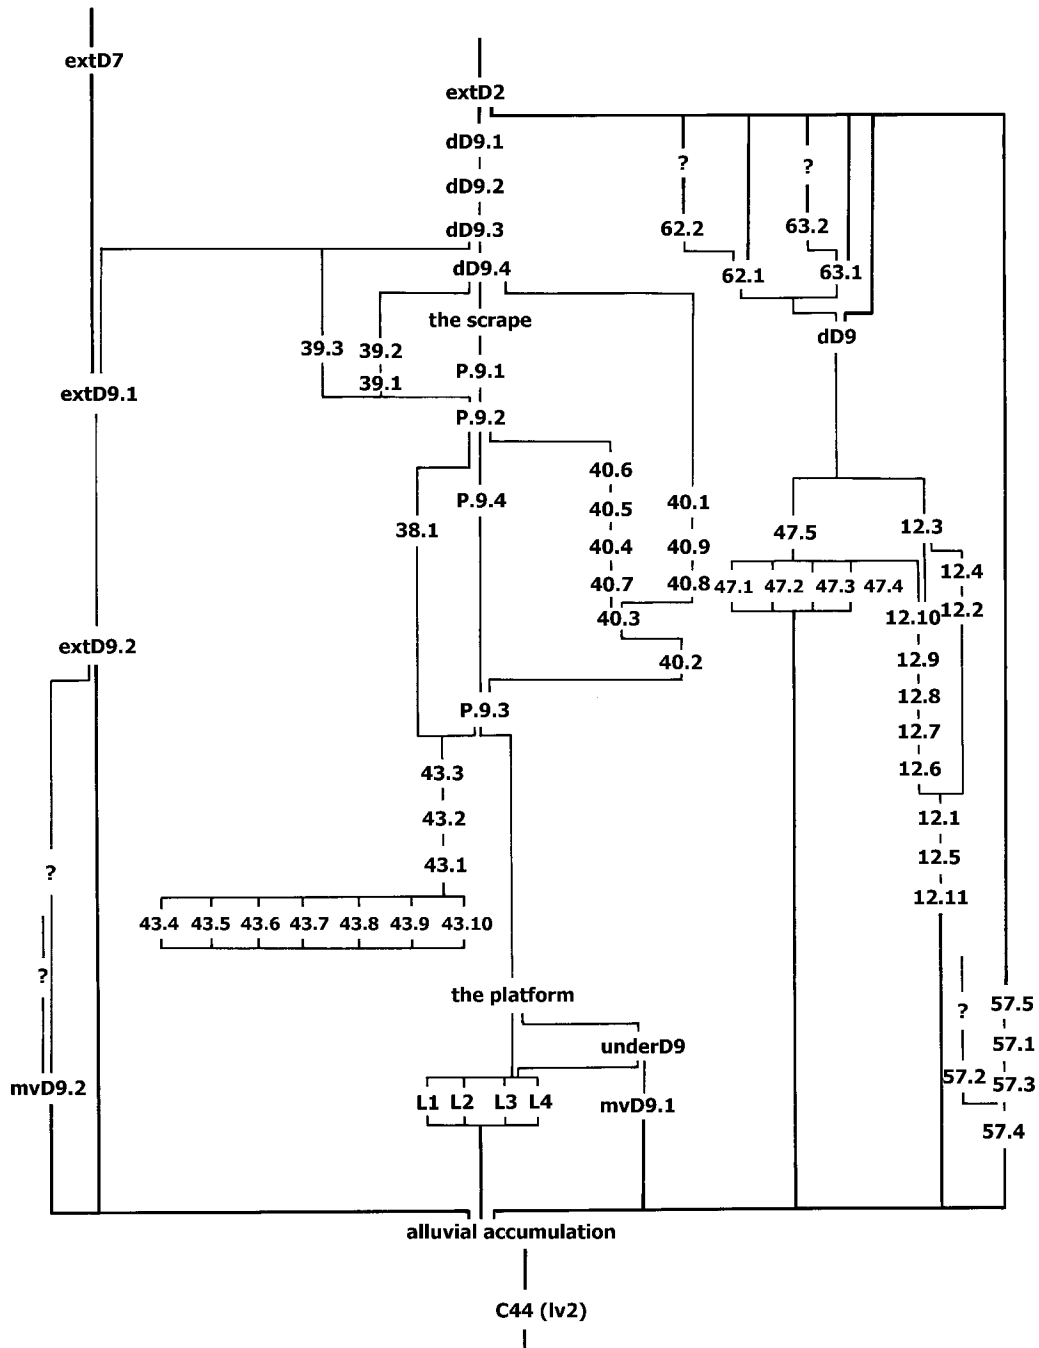 extD7
extD2
dD9.1
?
?
dD9.2
dD9.3
62.2
63.2
dD9.4
62.1
63.1
the scrape
dD9
39.3
39.2
P.9.1
39.1
extD9.1
P.9.2
40.6
P.9.4
40.5
40.1
38.1
47.5
12.3
40.4
40.9
12.4
40.7
40.8
47.1
47.2
47.3
47.4
12.2
40.3
12.10
extD9.2
40.2
12.9
12.8
P.9.3
12.7
43.3
12.6
43.2
12.1
43.1
12.5
?
12.11
43.4
43.5
43.6
43.7
43.8
43.9
43.10
?
the platform
57.5
?
underD9
57.1
mvD9.2
57.2
57.3
L1
L2
L3
L4
mvD9.1
57.4
alluvial accumulation
C44 (lv2)